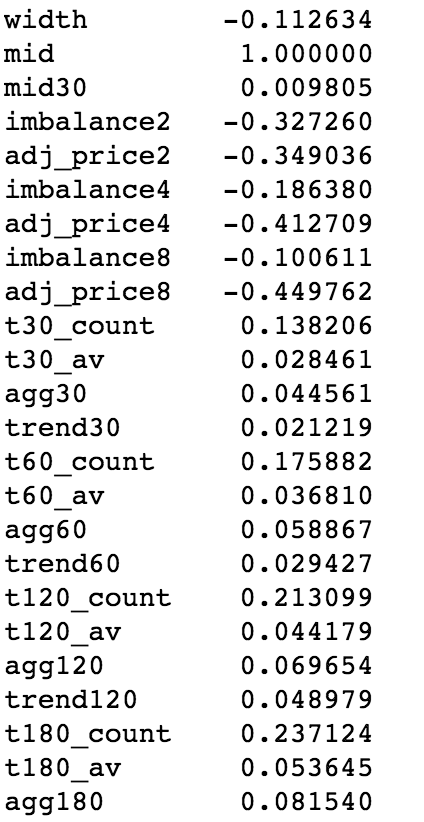 width -0.112634
mid 1.000000
mid30 0.009805
imbalance2 -0.327260
adj_price2 -0.349036
imbalance4 -0.186380
adj_price4 -0.412709
imbalance8 -0.100611
adj_price8 -0.449762
t30_count 0.138206
t30_av 0.028461
agg30 0.044561
trend30 0.021219
t60_count 0.175882
t60_av 0.036810
agg60 0.058867
trend60 0.029427
t120_count 0.213099
t120_av 0.044179
agg120 0.069654
trend120 0.048979
t180_count 0.237124
t180_av 0.053645
agg180 0.081540